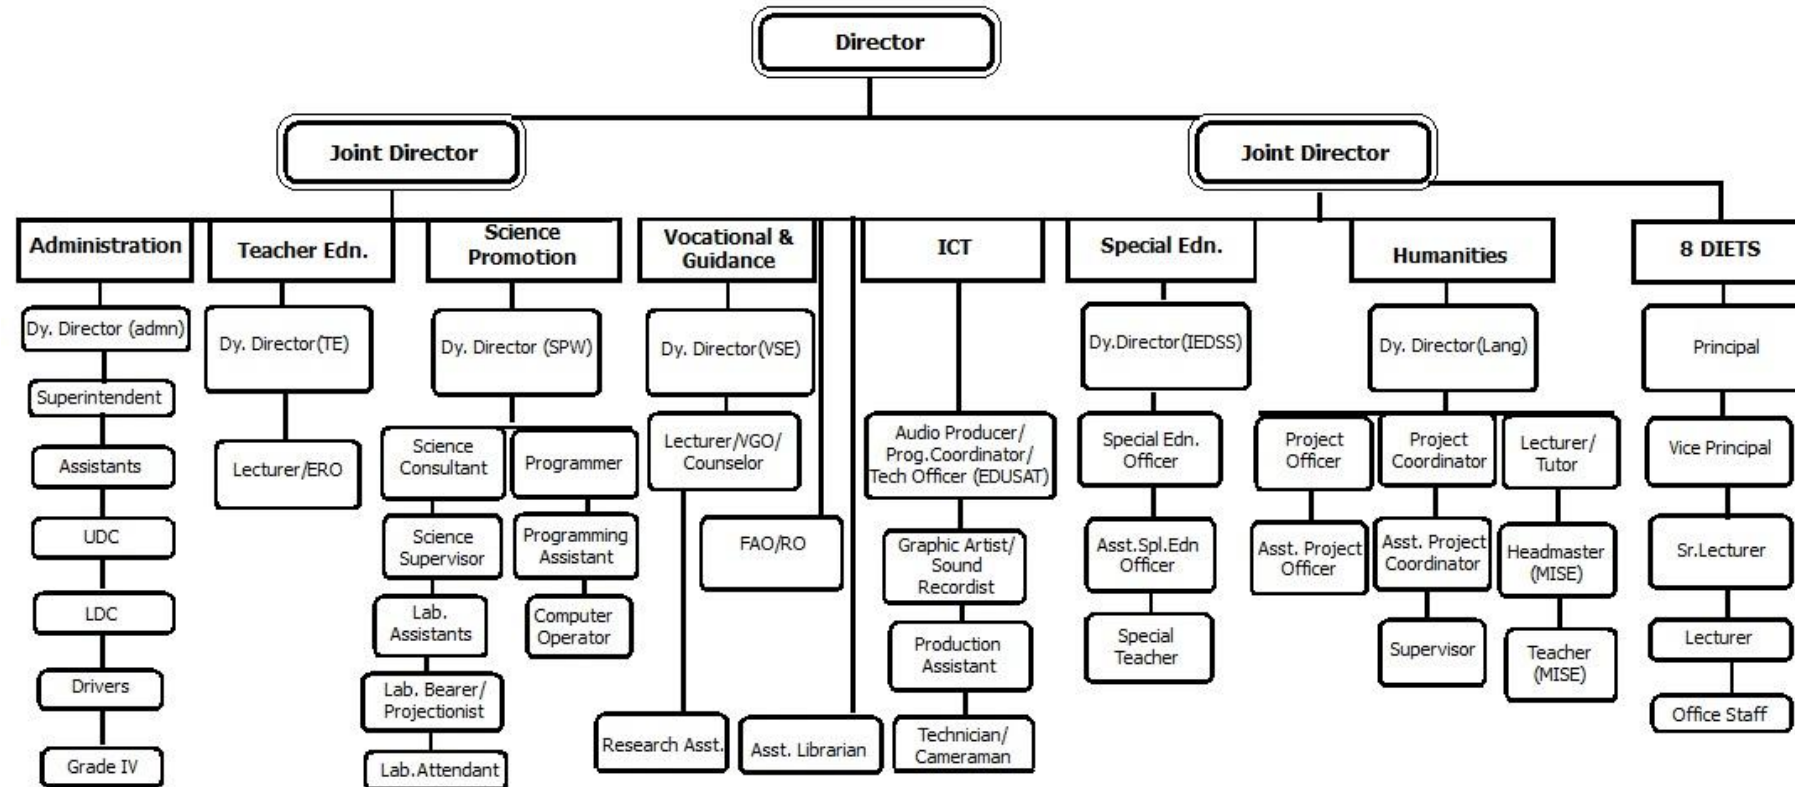 Director
Joint Director
Joint Director
Administration
Teacher Edn.
Science
Promotion
Vocational &
Guidance
ICT
Special Edn.
Humanities
8 DIETS
Dy. Director (admn)
Dy. Director(TE)
Dy. Director (SPW)
Dy. Director(VSE)
Dy.Director(IEDSS)
Dy. Director(Lang)
Principal
Superintendent
Assistants
UDC
LDC
Drivers
Grade IV
Lecturer/ERO
Science
Consultant
Programmer
Science
Supervisor
Programming
Assistant
Lab.
Assistants
Computer
Operator
Lab. Bearer/
Projectionist
Lab.Attendant
Lecturer/VGO/
Counselor
FAO/RO
Research Asst.
Asst. Librarian
Audio Producer/
Prog.Coordinator/
Tech Officer (EDUSAT)
Graphic Artist/
Sound
Recordist
Production
Assistant
Technician/
Cameraman
Special Edn.
Officer
Asst.Spl.Edn
Officer
Special
Teacher
Project
Officer
Project
Coordinator
Lecturer/
Tutor
Asst. Project
Officer
Asst. Project
Coordinator
Headmaster
(MISE)
Supervisor
Teacher
(MISE)
Vice Principal
Sr.Lecturer
Lecturer
Office Staff